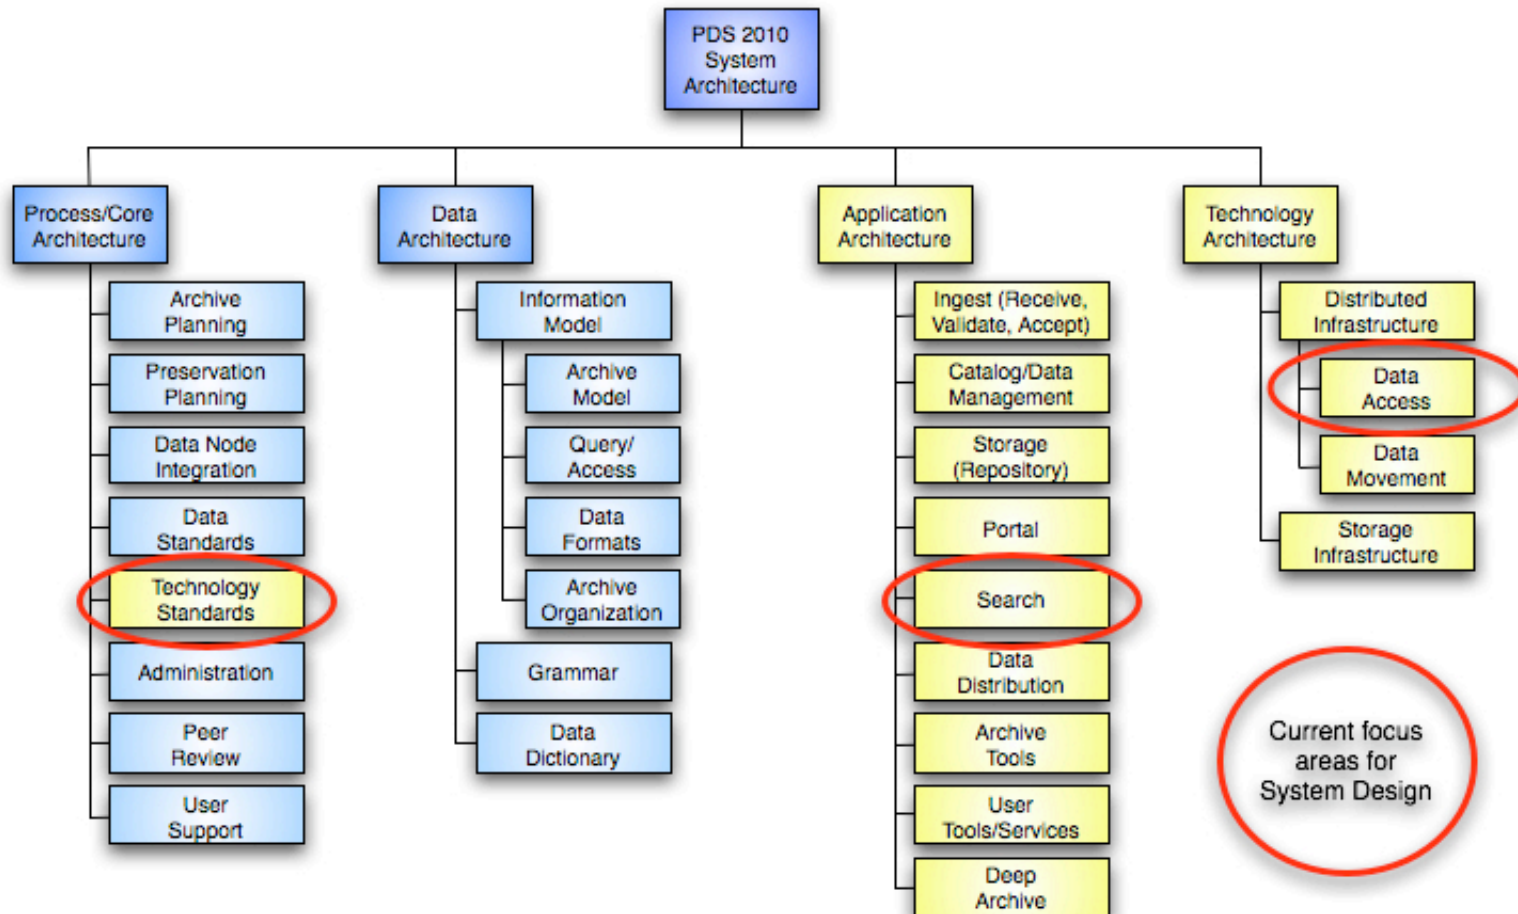 PDS 2010
System
Architecture
Process/Core
Architecture
Archive
Planning
Preservation
Planning
Data Node
Integration
Data
Standards
Technology
Standards
Administration
Peer
Review
User
Support
Data
Architecture
Information
Model
Archive
Model
Query/
Access
Data
Formats
Archive
Organization
Grammar
Data
Dictionary
Application
Architecture
Ingest (Receive,
Validate, Accept)
Catalog/Data
Management
Storage
(Repository)
Portal
Search
Data
Distribution
Archive
Tools
User
Tools/Services
Deep
Archive
Technology
Architecture
Distributed
Infrastructure
Data
Access
Data
Movement
Storage
Infrastructure
Current focus
areas for
System Design